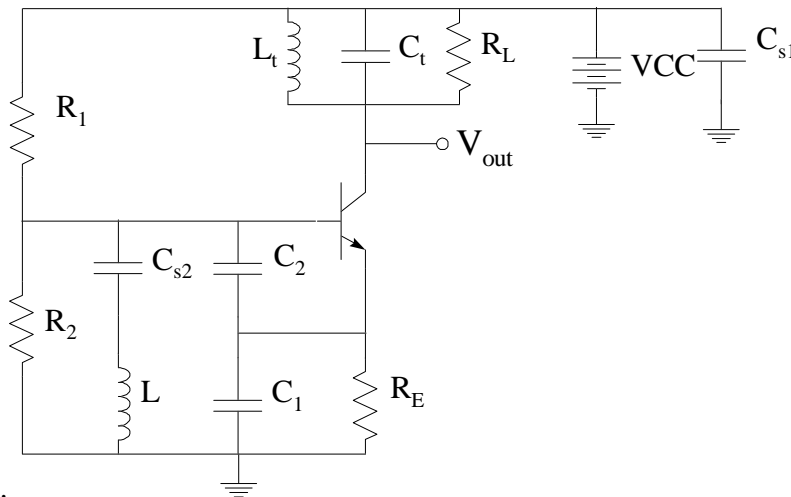 L_t
C_t
R_L
VCC
C_s1
R_1
V_out
C_s2
C_2
R_2
L
C_1
R_E
.